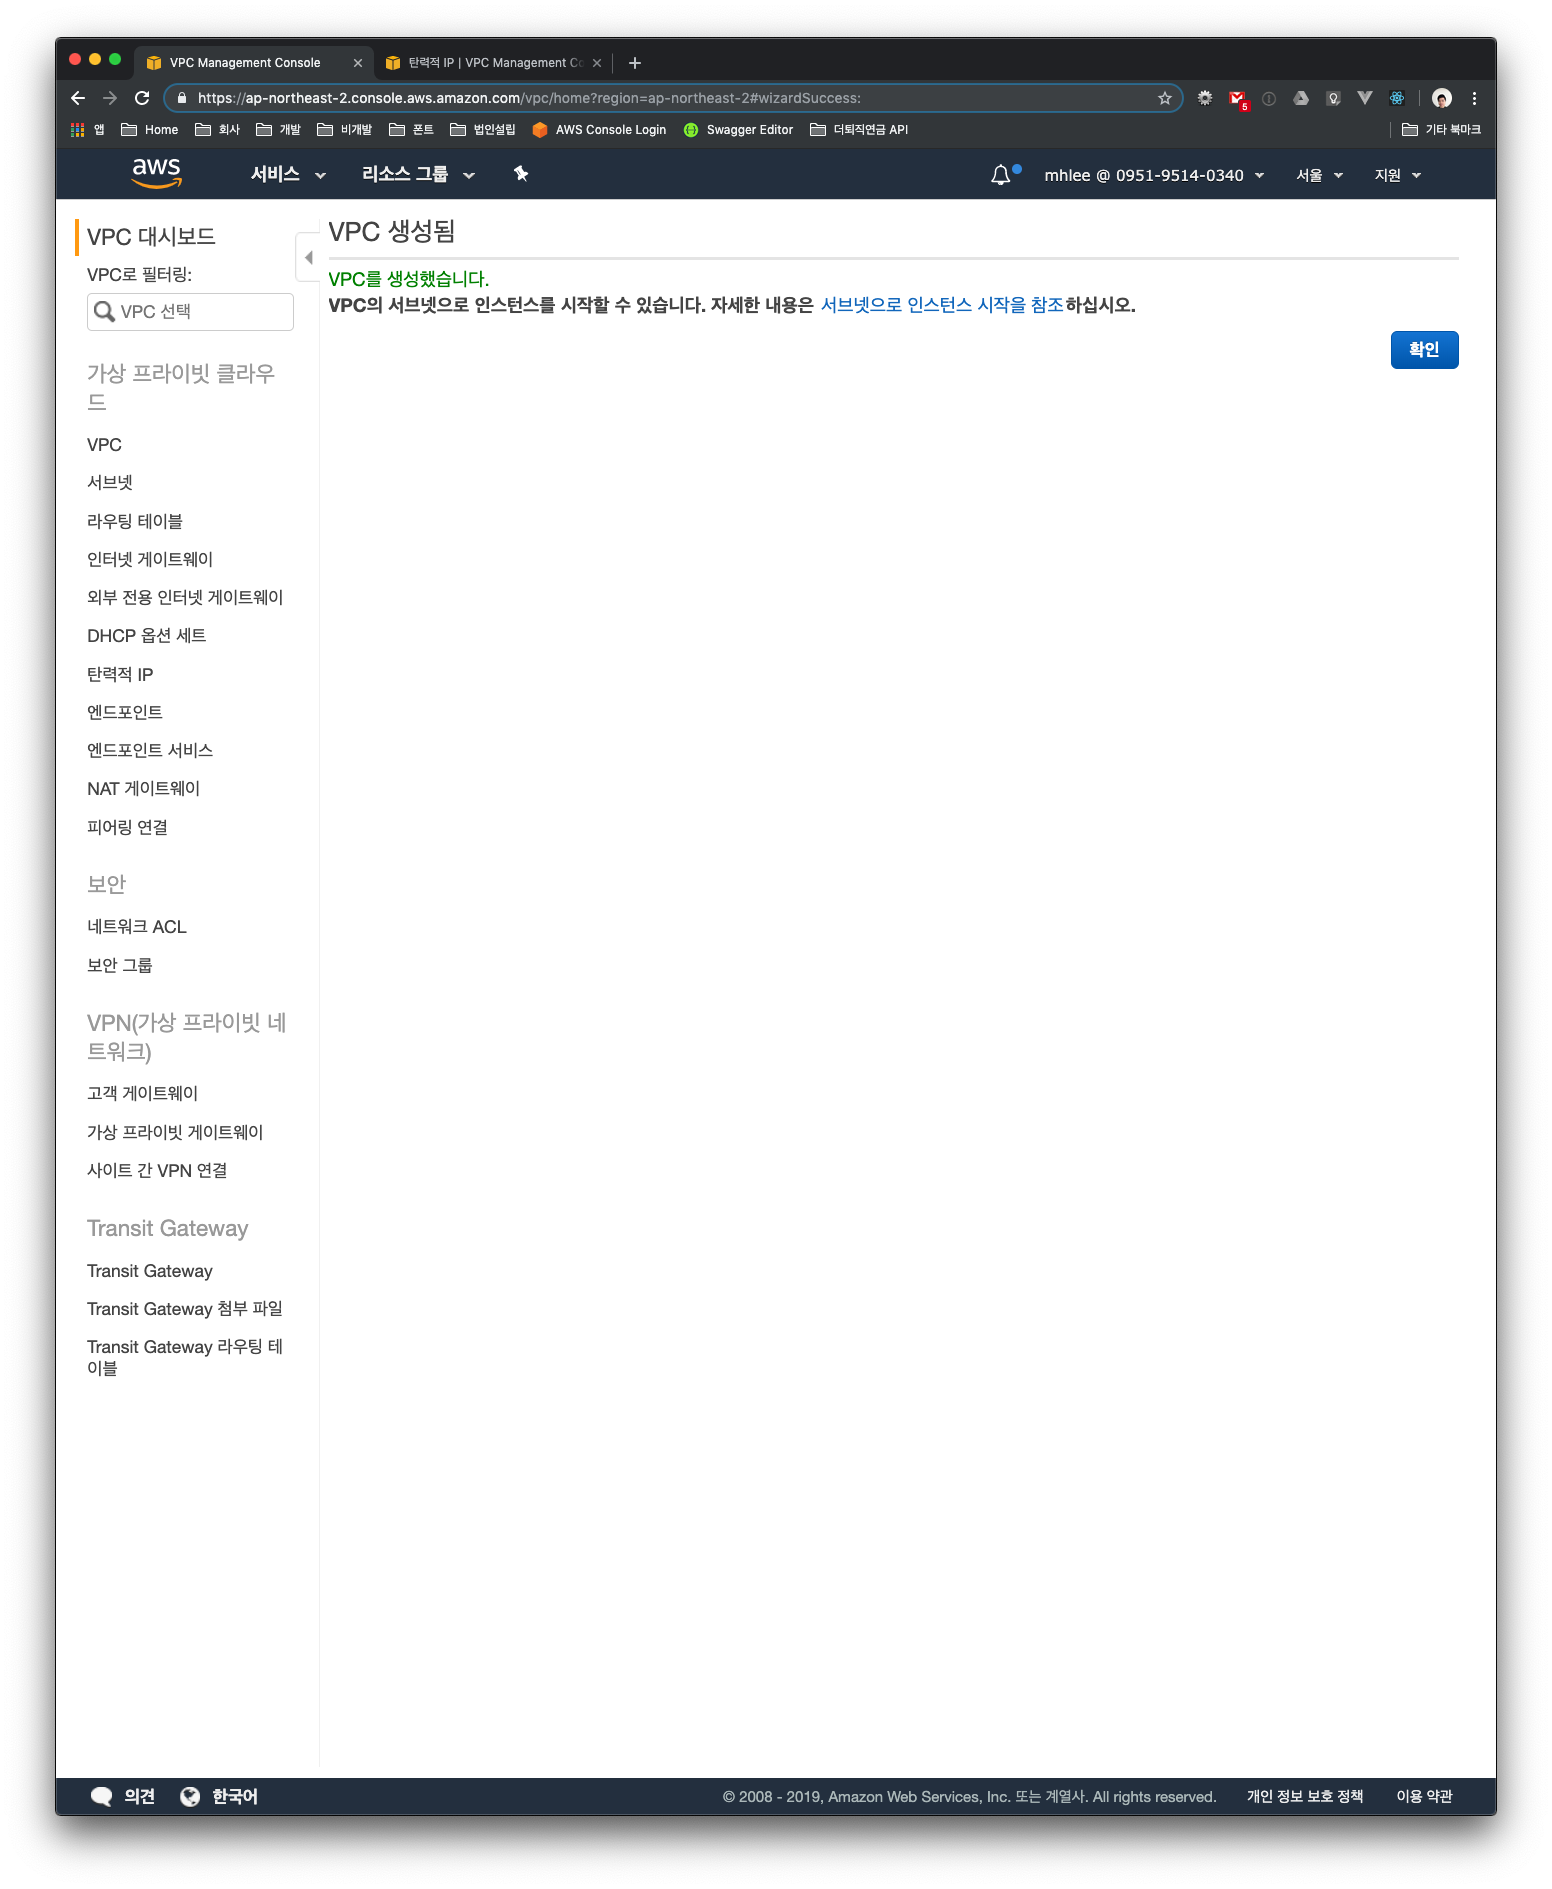 VPC Management Console
탄력적 IP | VPC Management Co
https://ap-northeast-2.console.aws.amazon.com/vpc/home?region=ap-northeast-2#wizardSuccess:
5
앱 Home 회사 개발 비개발 폰트 법인설립 AWS Console Login Swagger Editor 더퇴직연금 API 기타 북마크
aws 서비스 리소스 그룹 mhlee @ 0951-9514-0340 서울 지원
VPC 대시보드
VPC로 필터링:
VPC 선택
가상 프라이빗 클라우
드
VPC
서브넷
라우팅 테이블
인터넷 게이트웨이
외부 전용 인터넷 게이트웨이
DHCP 옵션 세트
탄력적 IP
엔드포인트
엔드포인트 서비스
NAT 게이트웨이
피어링 연결
보안
네트워크 ACL
보안 그룹
VPN(가상 프라이빗 네
트워크)
고객 게이트웨이
가상 프라이빗 게이트웨이
사이트 간 VPN 연결
Transit Gateway
Transit Gateway
Transit Gateway 첨부 파일
Transit Gateway 라우팅 테
이블
VPC 생성됨
VPC를 생성했습니다.
VPC의 서브넷으로 인스턴스를 시작할 수 있습니다. 자세한 내용은 서브넷으로 인스턴스 시작을 참조하십시오.
확인
의견 한국어 © 2008 - 2019, Amazon Web Services, Inc. 또는 계열사. All rights reserved. 개인 정보 보호 정책 이용 약관